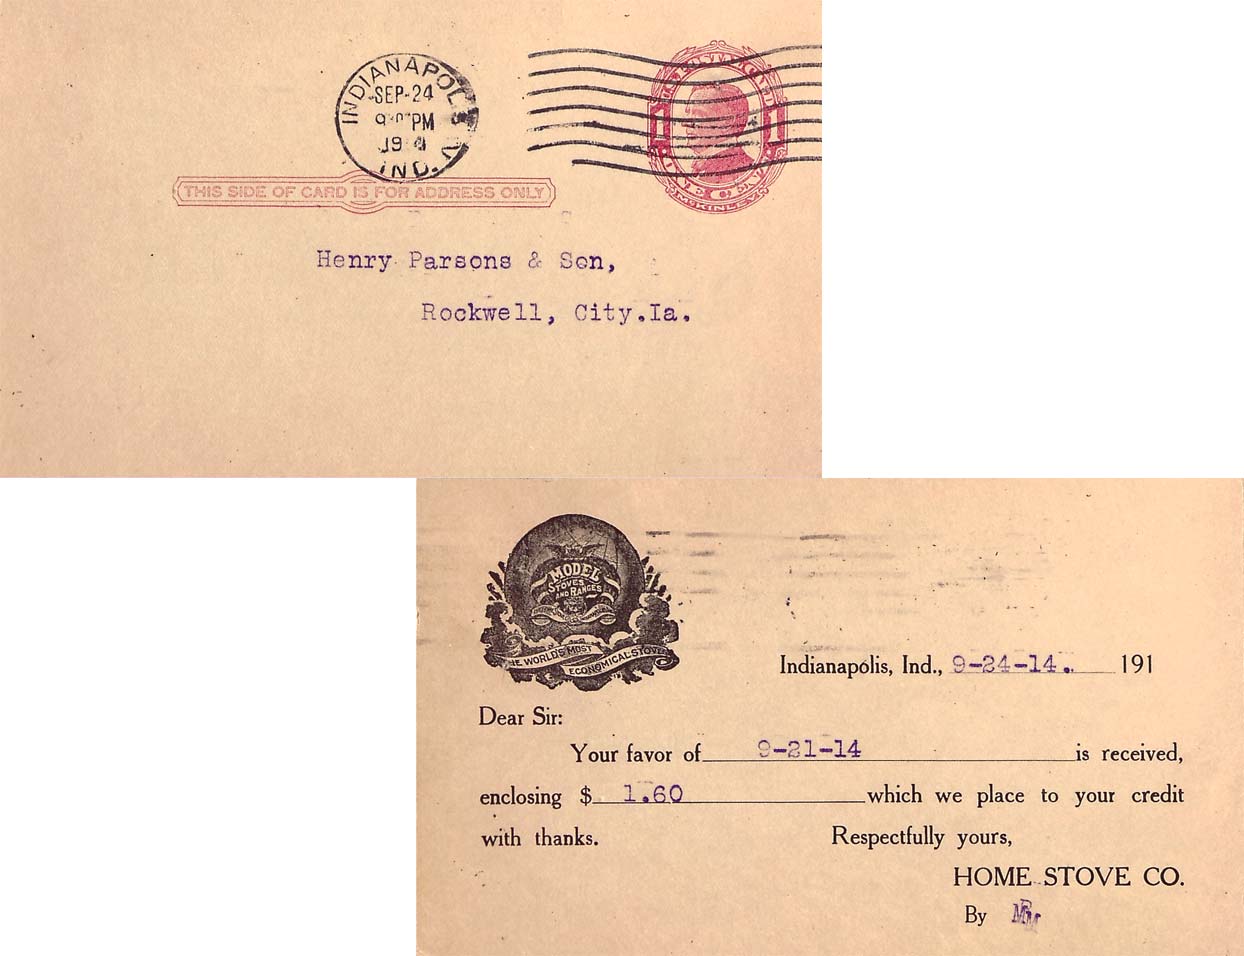 INDIANAPOLIS
SEP-24
PM
IND.
1 1
McKINLEY
THIS SIDE OF CARD IS FOR ADDRESS ONLY
Henry Parsons & Son,
Rockwell, City.Ia.
MODEL
STOVES
AND RANGES
THE WORLD'S MOST
ECONOMICAL STOVES
Indianapolis, Ind., 9-24-14. 191
Dear Sir:
Your favor of 9-21-14 is received,
enclosing $ 1.60 which we place to your credit
with thanks. Respectfully yours,
HOME STOVE CO.
By